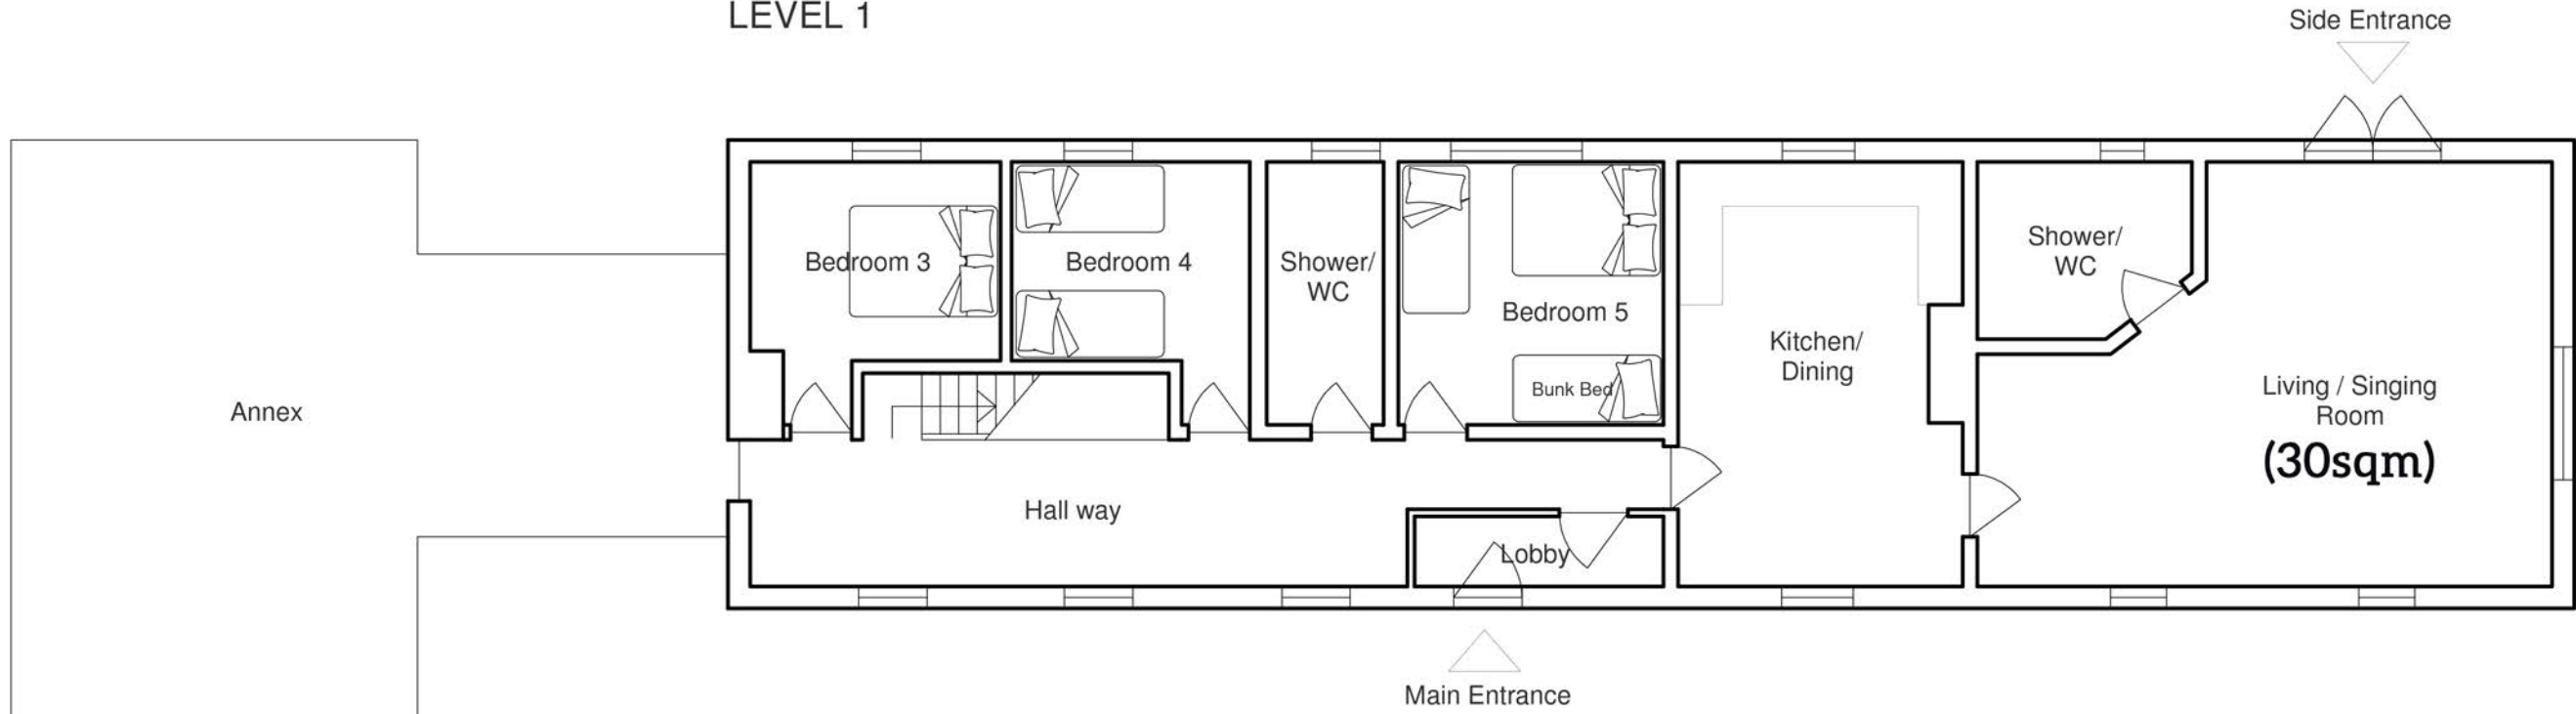 LEVEL 1
Side Entrance
Bedroom 3
Bedroom 4
Shower/
WC
Bedroom 5
Bunk Bed
Kitchen/
Dining
Shower/
WC
Living / Singing
Room
(30sqm)
Annex
Hall way
Lobby
Main Entrance